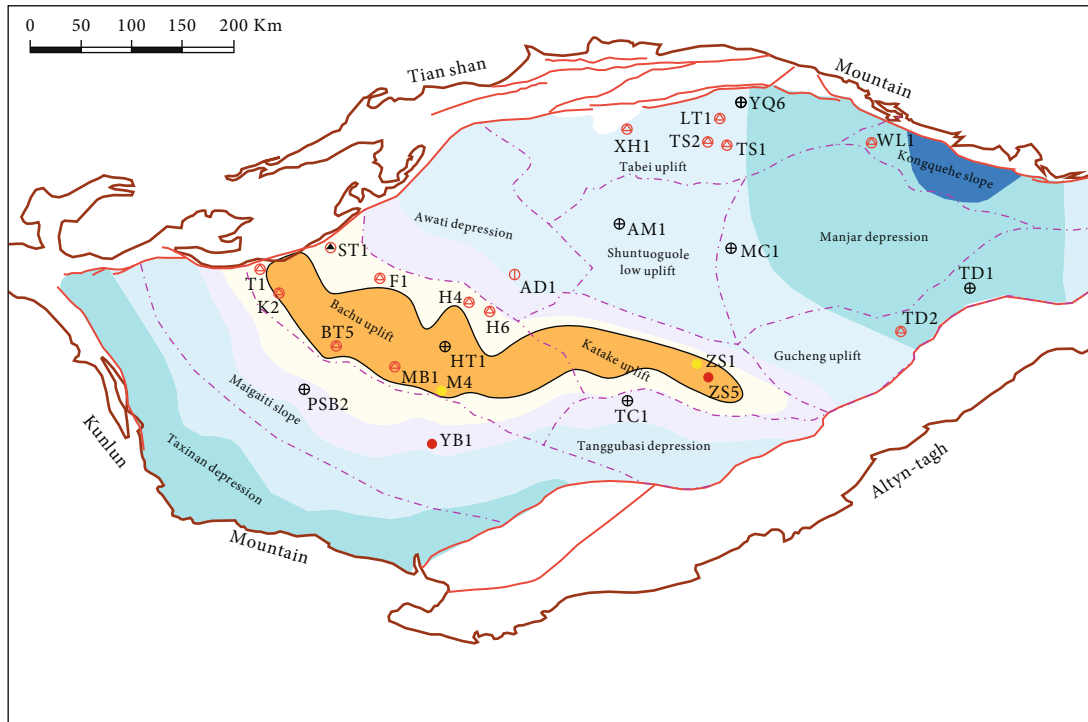 0 50 100 150 200 Km
Tian shan
Mountain
YQ6
LT1
XH1
TS2
TS1
WL1
Kongquehe slope
Tabei uplift
Awati depression
AM1
Shuntuoguole
low uplift
MC1
Manjar depression
ST1
T1
K2
F1
AD1
H4
H6
TD1
TD2
Bachu uplift
BT5
HT1
MB1
M4
Katake uplift
ZS1
ZS5
Gucheng uplift
PSB2
Maigaiti slope
TC1
YB1
Tanggubasi depression
Taxinan depression
Kunlun
Mountain
Altyn-tagh